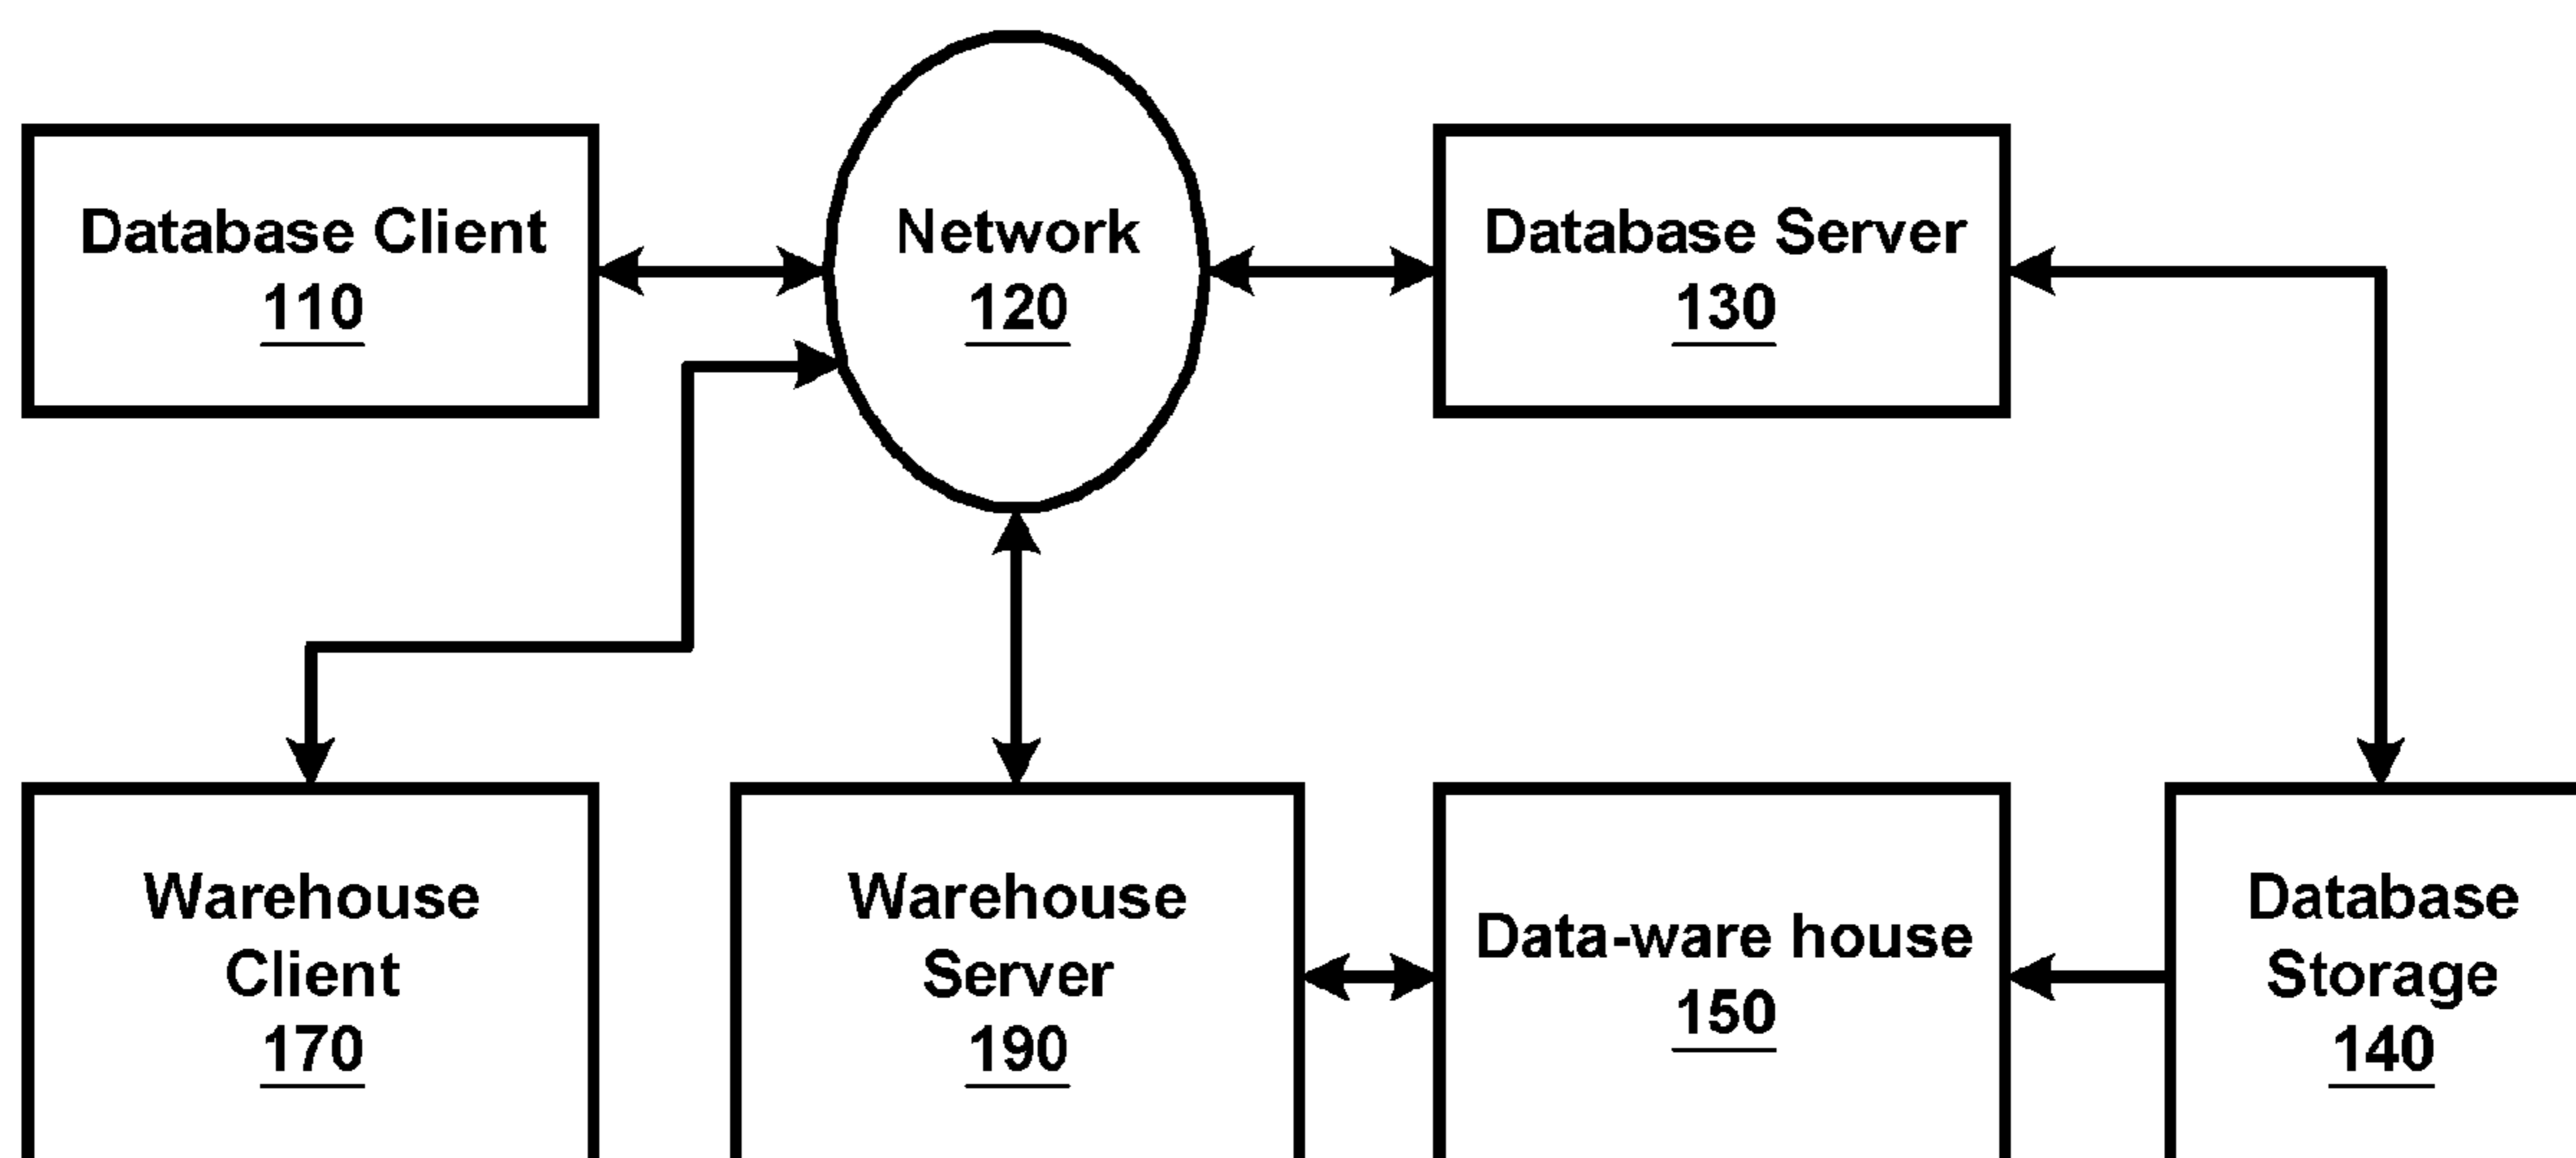 Database Client
110
Network
120
Database Server
130
Warehouse
Client
170
Warehouse
Server
190
Data-ware house
150
Database
Storage
140